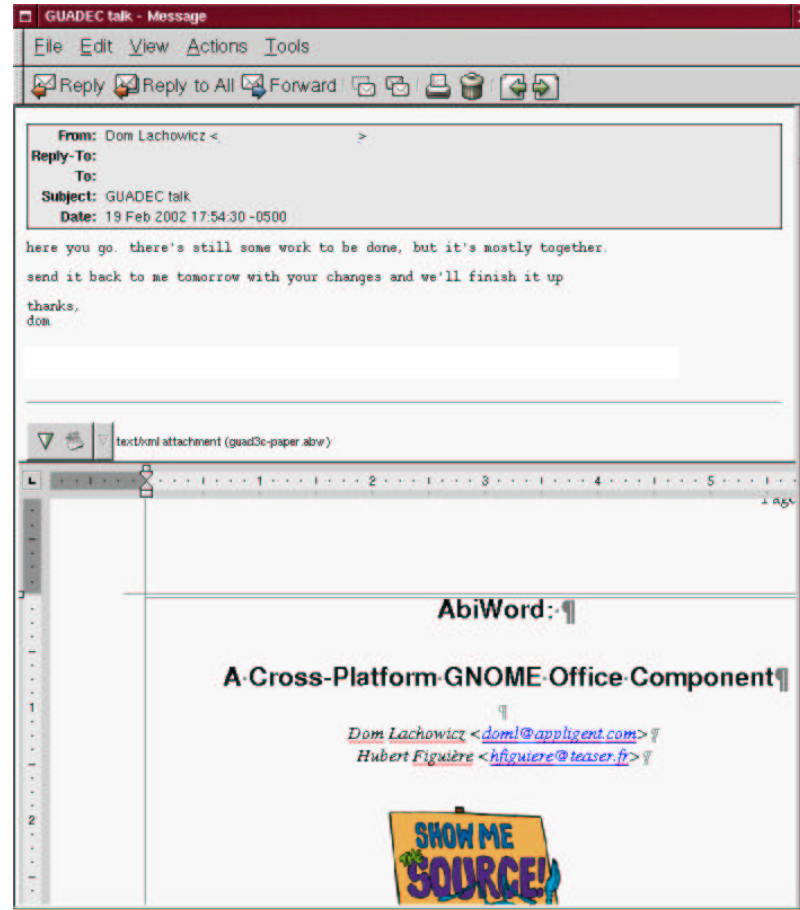 GUADEC talk - Message
File Edit View Actions Tools
Reply Reply to All Forward
From: Dom Lachowicz < >
Reply-To:
To:
Subject: GUADEC talk
Date: 19 Feb 2002 17:54:30 -0500
here you go. there's still some work to be done, but it's mostly together.
send it back to me tomorrow with your changes and we'll finish it up
thanks,
dom
text/xml attachment (guad3c-paper.abw)
L 1 2 3 4 5
Page
AbiWord:·¶
A·Cross-Platform·GNOME·Office·Component¶
¶
1
Dom Lachowicz <doml@appligent.com>¶
Hubert Figuière <hfiguiere@teaser.fr>¶
2
SHOW ME
THE
SOURCE!